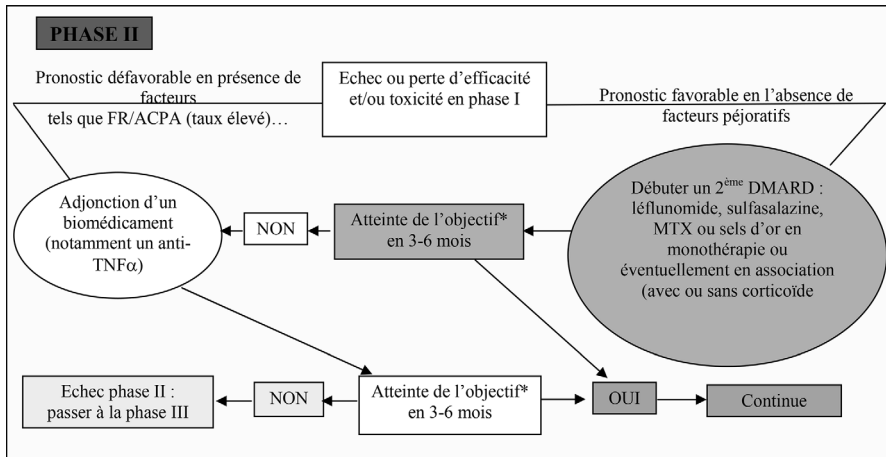 PHASE II
Pronostic défavorable en présence de
facteurs
tels que FR/ACPA (taux élevé)…
Echec ou perte d’efficacité
et/ou toxicité en phase I
Pronostic favorable en l’absence de
facteurs péjoratifs
Adjonction d’un
biomédicament
(notamment un anti-
TNFα)
NON
Atteinte de l’objectif*
en 3-6 mois
Débuter un 2ème DMARD :
léflunomide, sulfasalazine,
MTX ou sels d’or en
monothérapie ou
éventuellement en association
(avec ou sans corticoïde
Echec phase II :
passer à la phase III
NON
Atteinte de l’objectif*
en 3-6 mois
OUI
Continue